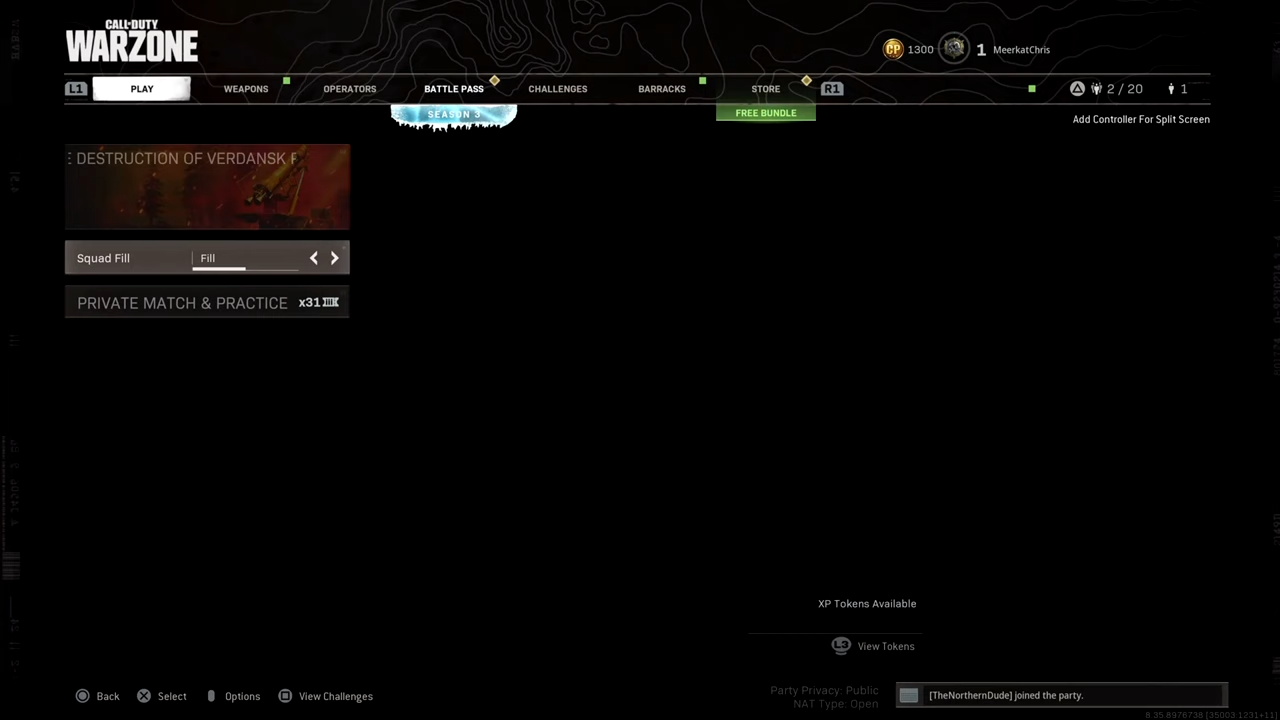 CALL·DUTY
WARZONE
CP 1300 1 MeerkatChris
L1 PLAY WEAPONS OPERATORS BATTLE PASS CHALLENGES BARRACKS STORE R1 2 / 20 1
SEASON 3 FREE BUNDLE
Add Controller For Split Screen
DESTRUCTION OF VERDANSK
Squad Fill Fill
PRIVATE MATCH & PRACTICE x31
XP Tokens Available
L3 View Tokens
Back Select Options View Challenges
Party Privacy: Public
NAT Type: Open
[TheNorthernDude] joined the party.